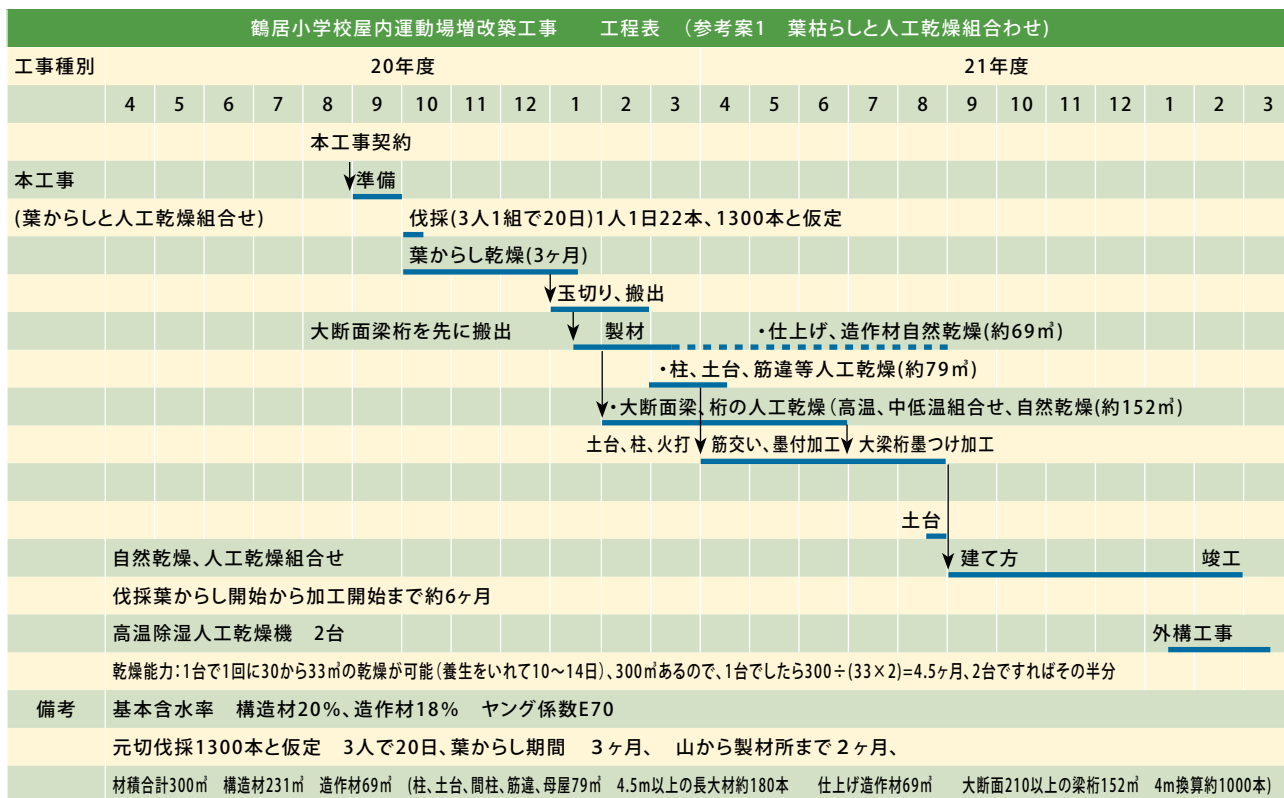 鶴居小学校屋内運動場増改築工事　工程表　(参考案1　葉枯らしと人工乾燥組合わせ)
工事種別　20年度　21年度
4 5 6 7 8 9 10 11 12 1 2 3 4 5 6 7 8 9 10 11 12 1 2 3
本工事契約
本工事　準備
(葉からしと人工乾燥組合せ)　伐採(3人1組で20日)1人1日22本、1300本と仮定
葉からし乾燥(3ヶ月)
玉切り、搬出
大断面梁桁を先に搬出　製材　・仕上げ、造作材自然乾燥(約69㎥)
・柱、土台、筋違等人工乾燥(約79㎥)
・大断面梁、桁の人工乾燥(高温、中低温組合せ、自然乾燥(約152㎥)
土台、柱、火打　筋交い、墨付加工　大梁桁墨つけ加工
土台
自然乾燥、人工乾燥組合せ　建て方　竣工
伐採葉からし開始から加工開始まで約6ヶ月
高温除湿人工乾燥機　2台　外構工事
乾燥能力：1台で1回に30から33㎥の乾燥が可能(養生をいれて10〜14日)、300㎥あるので、1台でしたら300÷(33×2)=4.5ヶ月、2台ですればその半分
備考　基本含水率　構造材20%、造作材18%　ヤング係数E70
元切伐採1300本と仮定　3人で20日、葉からし期間　３ヶ月、　山から製材所まで２ヶ月、
材積合計300㎥　構造材231㎥　造作材69㎥　(柱、土台、間柱、筋違、母屋79㎥　4.5m以上の長大材約180本　仕上げ造作材69㎥　大断面210以上の梁桁152㎥　4m換算約1000本)